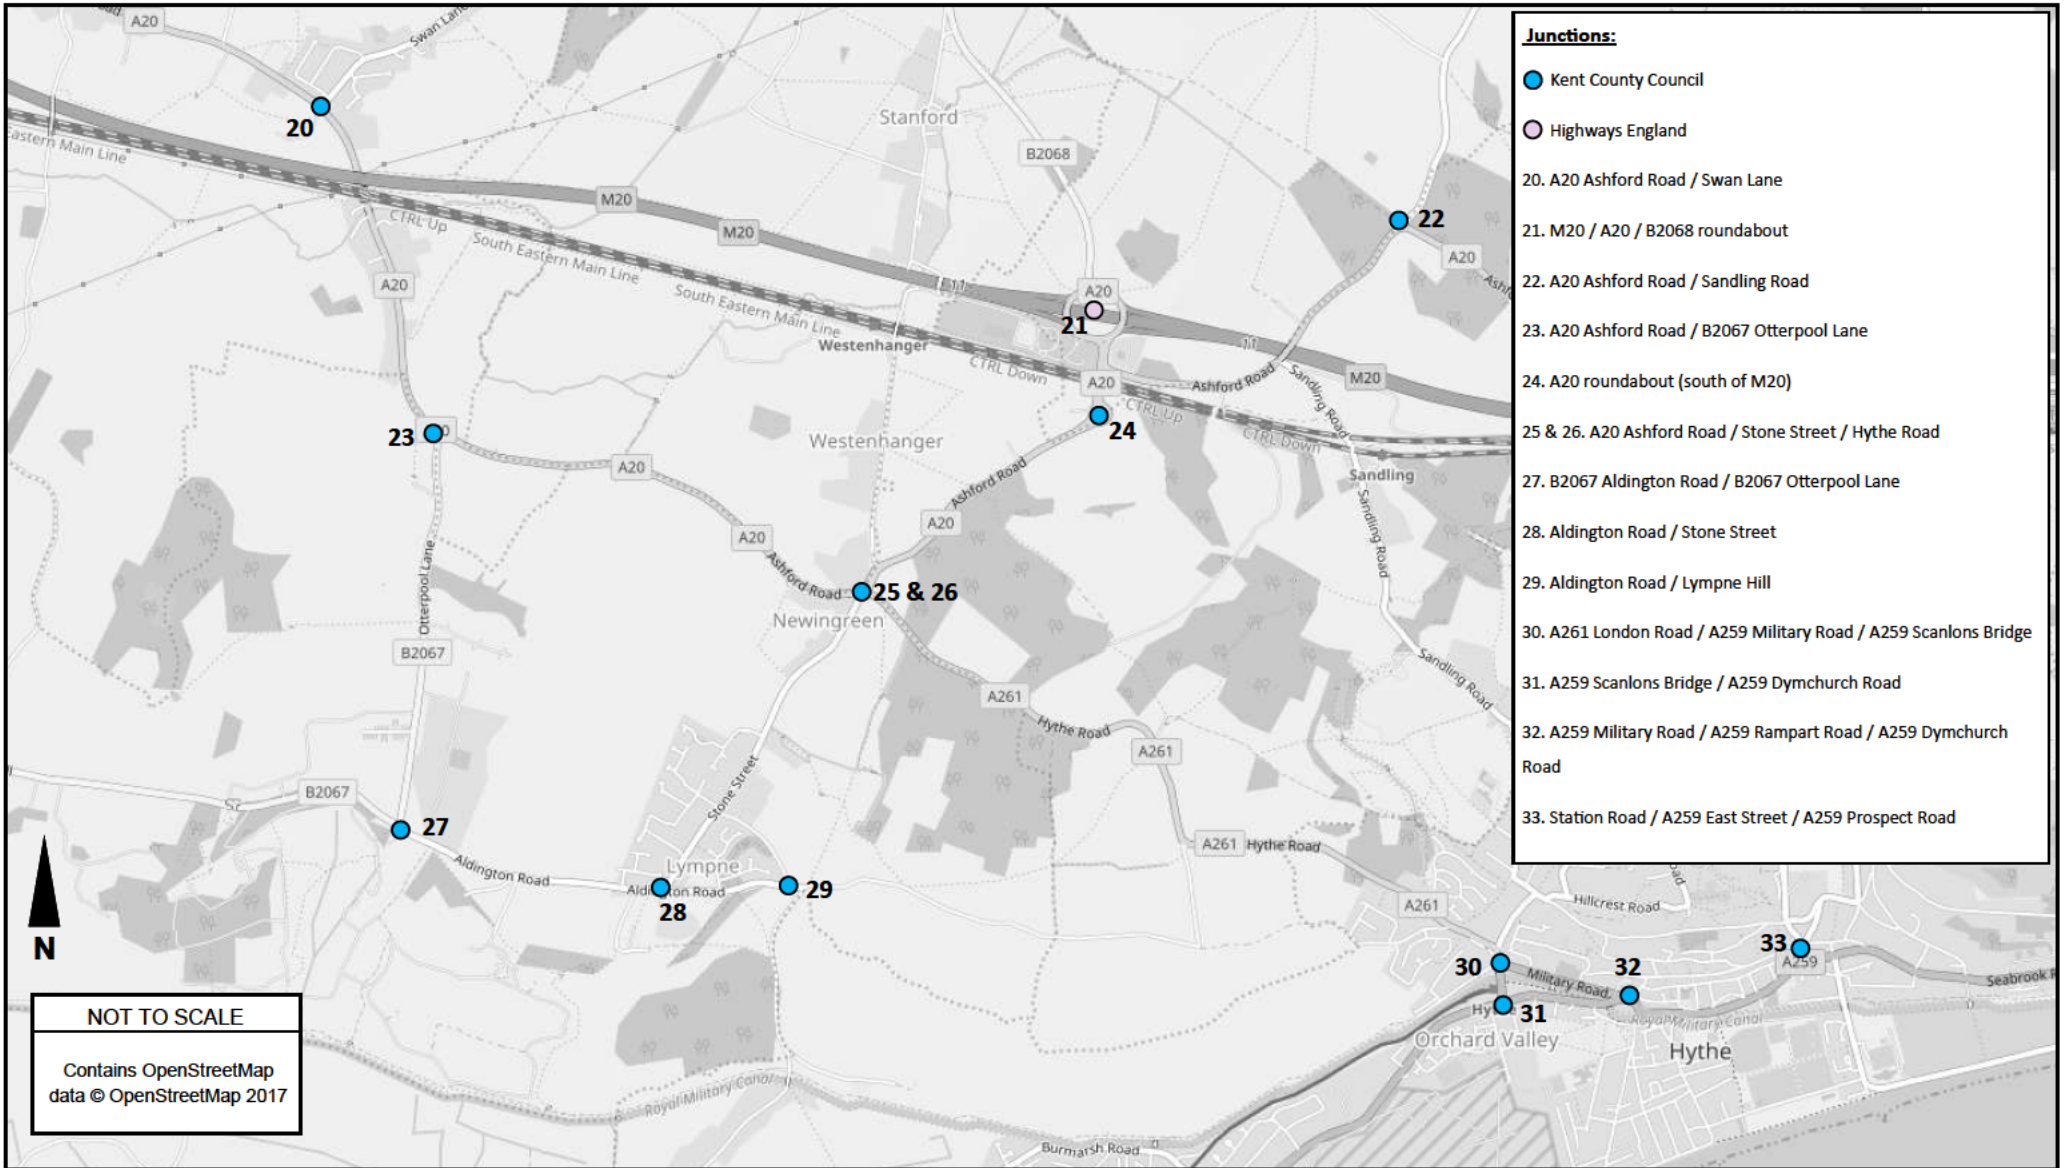 A20
Swan Lane
Eastern Main Line
20
CTRL Up
South Eastern Main Line
M20
M20
South Eastern Main Line
Stanford
B2068
A20
11
A20
21
Westenhanger
CTRL Down
A20
Ashford Road
11
Sandling Road
M20
22
A20
24
CTRL Up
CTRL Down
Sandling
Sandling Road
Sandling Road
23
A20
Westenhanger
Ashford Road
A20
A20
Ashford Road
25 & 26
Newingreen
Otterpool Lane
B2067
A261
Hythe Road
A261
Stone Street
B2067
27
Aldington Road
Lympne
Aldington Road
28
29
A261
Hythe Road
A261
Hillcrest Road
30
Military Road
32
33
A259
Seabrook
31
Royal Military Canal
Orchard Valley
Hythe
Royal Military Canal
Burmarsh Road
N
NOT TO SCALE
Contains OpenStreetMap
data © OpenStreetMap 2017
Junctions:
Kent County Council
Highways England
20. A20 Ashford Road / Swan Lane
21. M20 / A20 / B2068 roundabout
22. A20 Ashford Road / Sandling Road
23. A20 Ashford Road / B2067 Otterpool Lane
24. A20 roundabout (south of M20)
25 & 26. A20 Ashford Road / Stone Street / Hythe Road
27. B2067 Aldington Road / B2067 Otterpool Lane
28. Aldington Road / Stone Street
29. Aldington Road / Lympne Hill
30. A261 London Road / A259 Military Road / A259 Scanlons Bridge
31. A259 Scanlons Bridge / A259 Dymchurch Road
32. A259 Military Road / A259 Rampart Road / A259 Dymchurch
Road
33. Station Road / A259 East Street / A259 Prospect Road